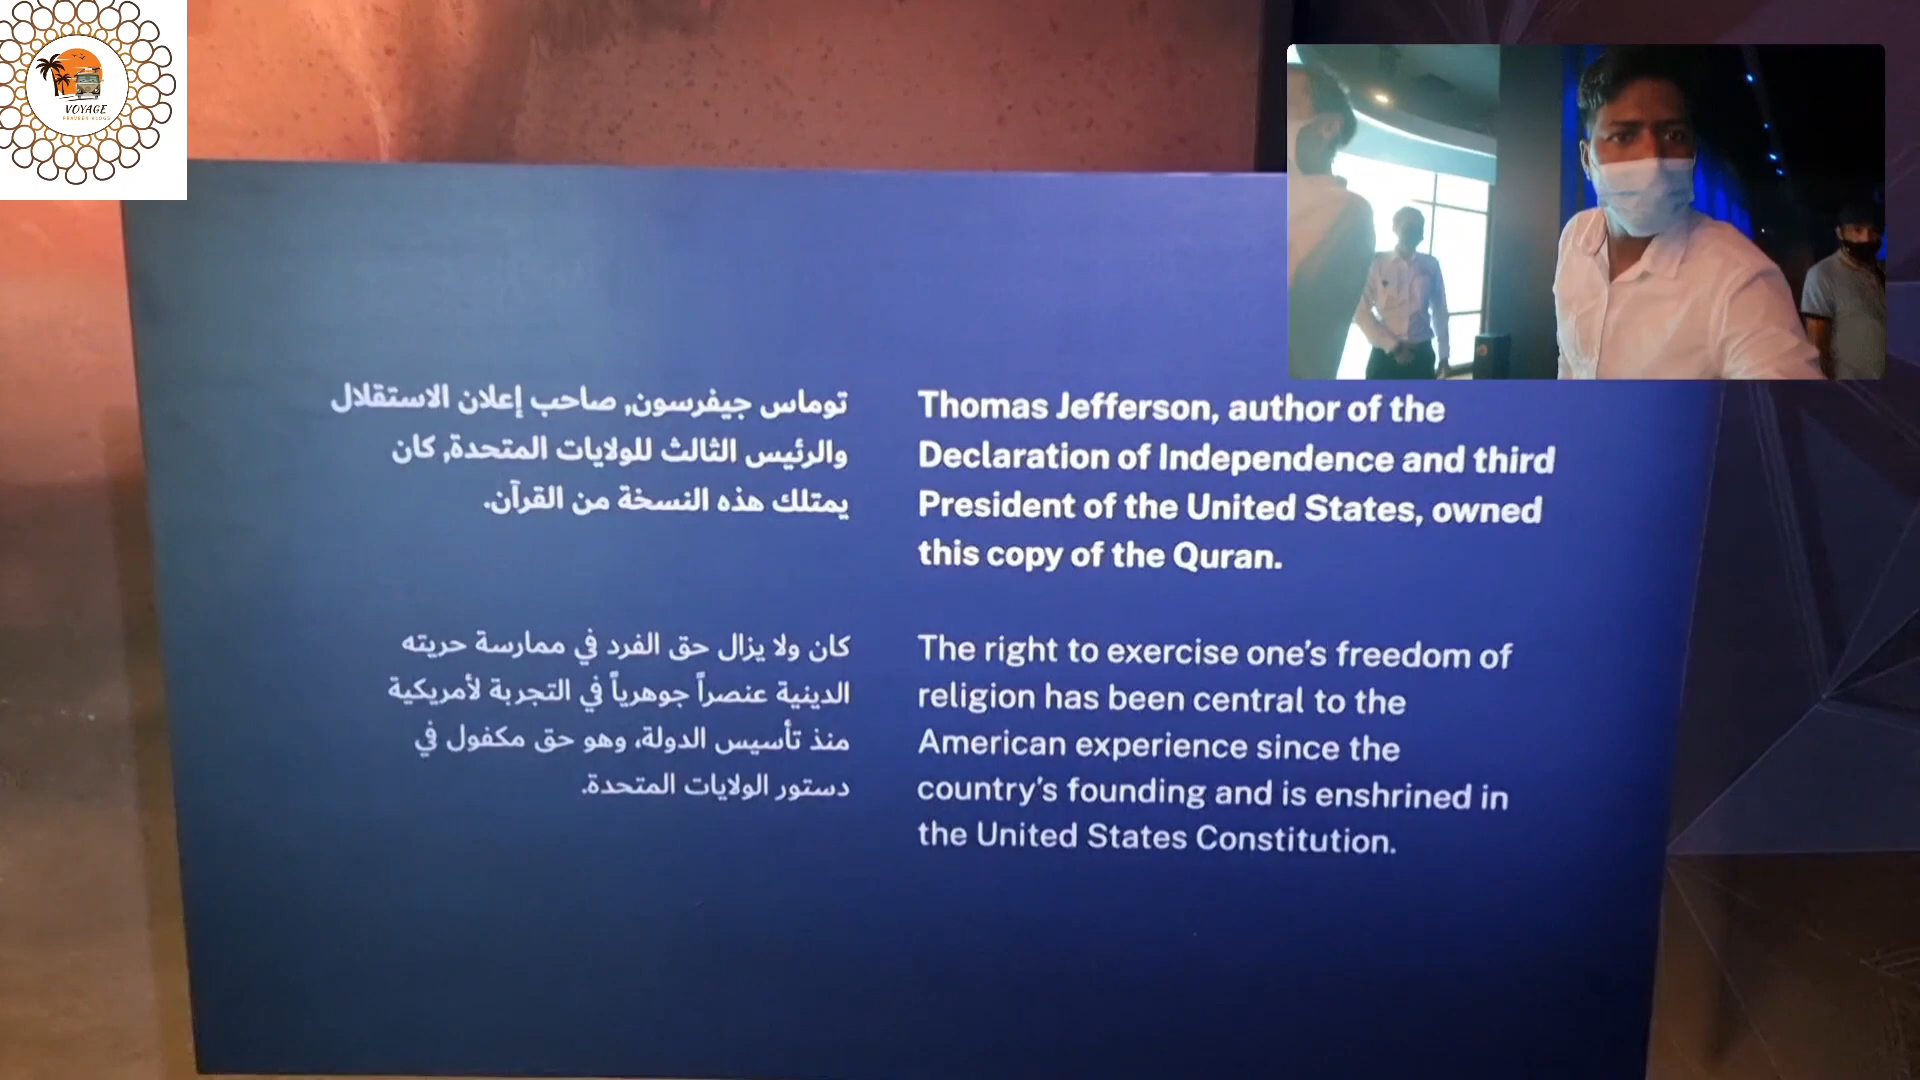 VOYAGE
PRAVEEN VLOGS
توماس جيفرسون, صاحب إعلان الاستقلال
والرئيس الثالث للولايات المتحدة, كان
يمتلك هذه النسخة من القرآن.
كان ولا يزال حق الفرد في ممارسة حريته
الدينية عنصراً جوهرياً في التجربة لأمريكية
منذ تأسيس الدولة، وهو حق مكفول في
دستور الولايات المتحدة.
Thomas Jefferson, author of the
Declaration of Independence and third
President of the United States, owned
this copy of the Quran.
The right to exercise one's freedom of
religion has been central to the
American experience since the
country's founding and is enshrined in
the United States Constitution.